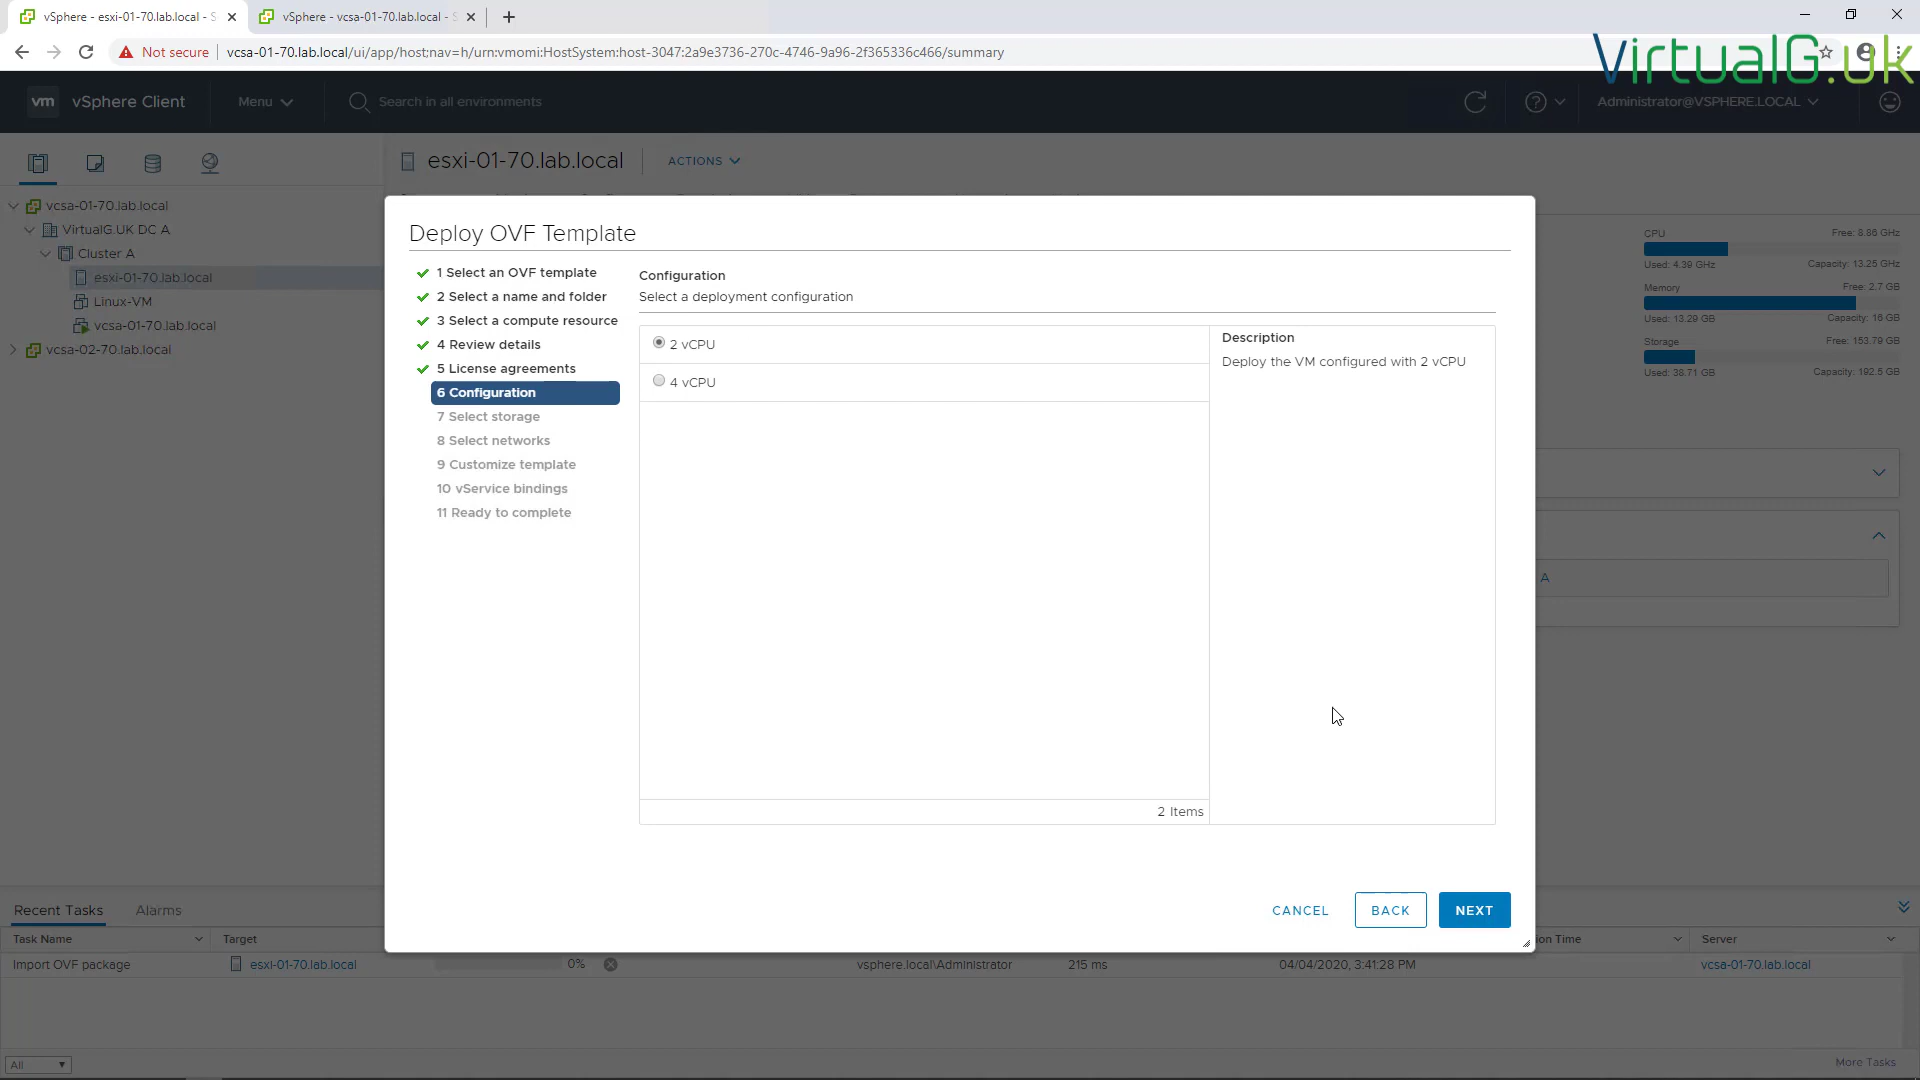 vSphere - esxi-01-70.lab.local - S
vSphere - vcsa-01-70.lab.local - S
Not secure
vcsa-01-70.lab.local/ui/app/host;nav=h/urn:vmomi:HostSystem:host-3047:2a9e3736-270c-4746-9a96-2f365336c466/summary
VirtualG.uk
vm
vSphere Client
Menu
Search in all environments
Administrator@VSPHERE.LOCAL
esxi-01-70.lab.local
ACTIONS
vcsa-01-70.lab.local
VirtualG.UK DC A
Cluster A
esxi-01-70.lab.local
Linux-VM
vcsa-01-70.lab.local
vcsa-02-70.lab.local
CPU
Free: 8.86 GHz
Used: 4.39 GHz
Capacity: 13.25 GHz
Memory
Free: 2.7 GB
Used: 13.29 GB
Capacity: 16 GB
Storage
Free: 153.79 GB
Used: 38.71 GB
Capacity: 192.5 GB
A
Deploy OVF Template
1 Select an OVF template
2 Select a name and folder
3 Select a compute resource
4 Review details
5 License agreements
6 Configuration
7 Select storage
8 Select networks
9 Customize template
10 vService bindings
11 Ready to complete
Configuration
Select a deployment configuration
2 vCPU
4 vCPU
2 Items
Description
Deploy the VM configured with 2 vCPU
CANCEL
BACK
NEXT
Recent Tasks
Alarms
Task Name
Target
on Time
Server
Import OVF package
esxi-01-70.lab.local
0%
vsphere.local\Administrator
215 ms
04/04/2020, 3:41:28 PM
vcsa-01-70.lab.local
All
More Tasks